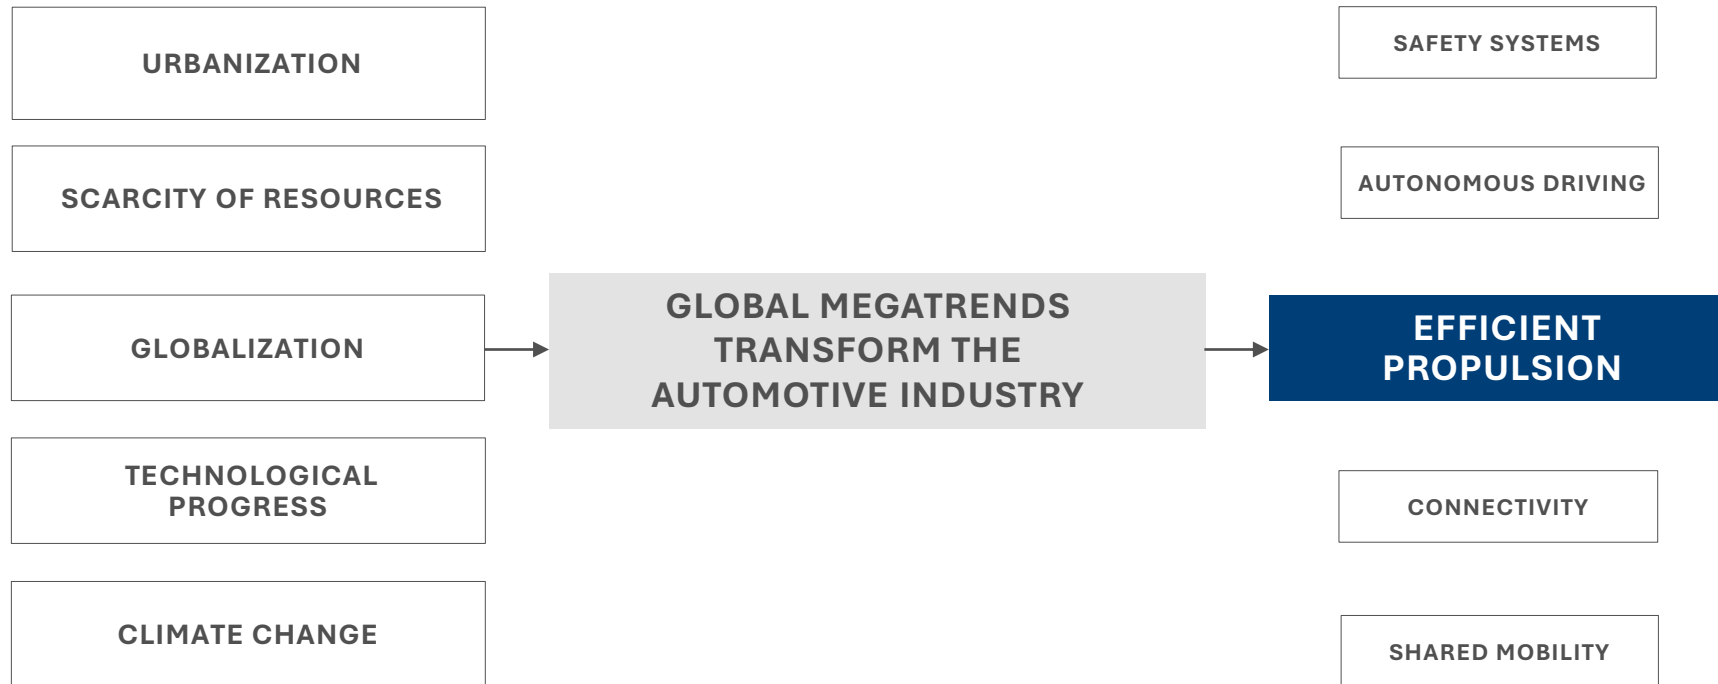 URBANIZATION
SCARCITY OF RESOURCES
GLOBALIZATION
TECHNOLOGICAL
PROGRESS
CLIMATE CHANGE
GLOBAL MEGATRENDS
TRANSFORM THE
AUTOMOTIVE INDUSTRY
SAFETY SYSTEMS
AUTONOMOUS DRIVING
EFFICIENT
PROPULSION
CONNECTIVITY
SHARED MOBILITY